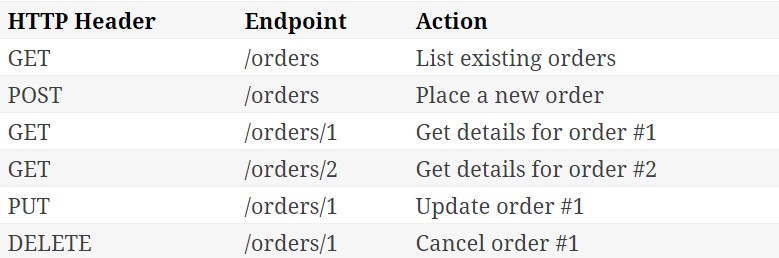 HTTP Header Endpoint Action
GET /orders List existing orders
POST /orders Place a new order
GET /orders/1 Get details for order #1
GET /orders/2 Get details for order #2
PUT /orders/1 Update order #1
DELETE /orders/1 Cancel order #1